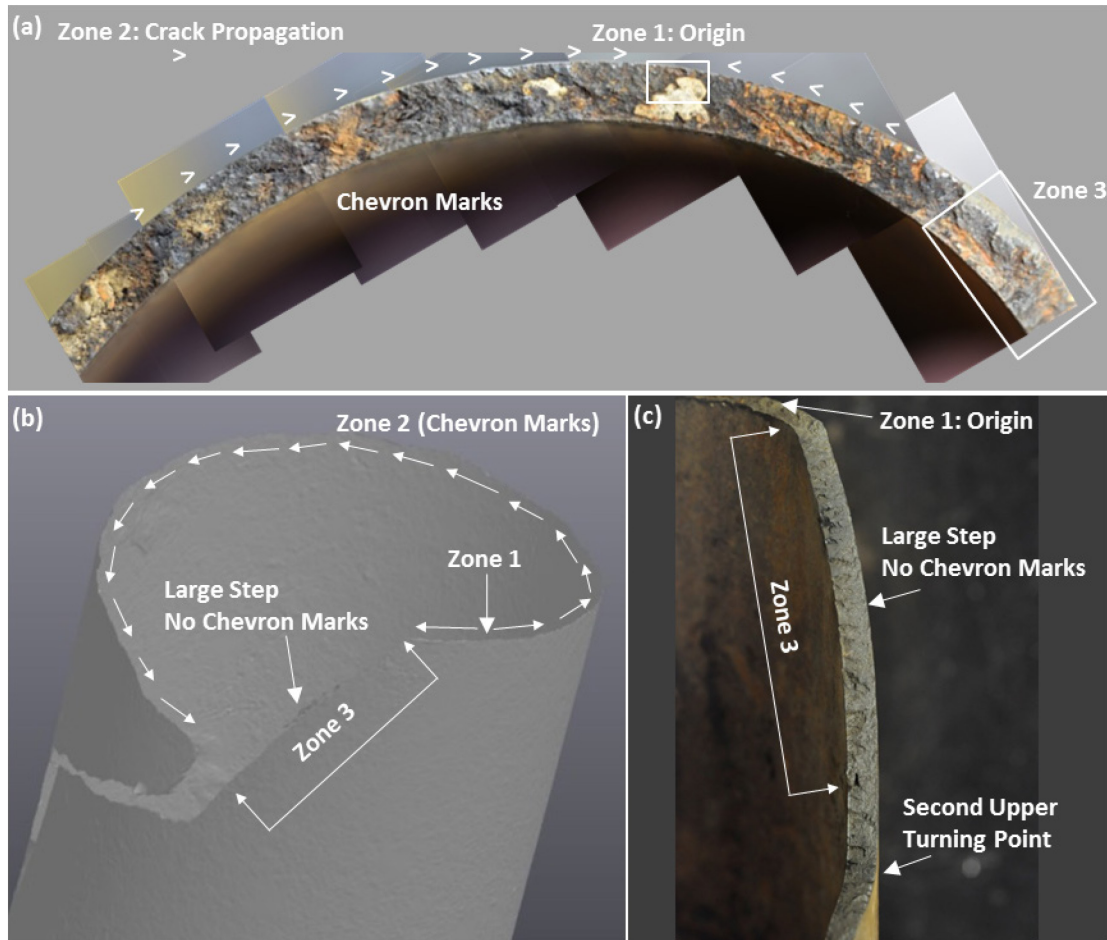 (a)
Zone 2: Crack Propagation
Zone 1: Origin
Chevron Marks
Zone 3
(b)
Zone 2 (Chevron Marks)
Zone 1
Large Step
No Chevron Marks
Zone 3
(c)
Zone 1: Origin
Large Step
No Chevron Marks
Zone 3
Second Upper
Turning Point